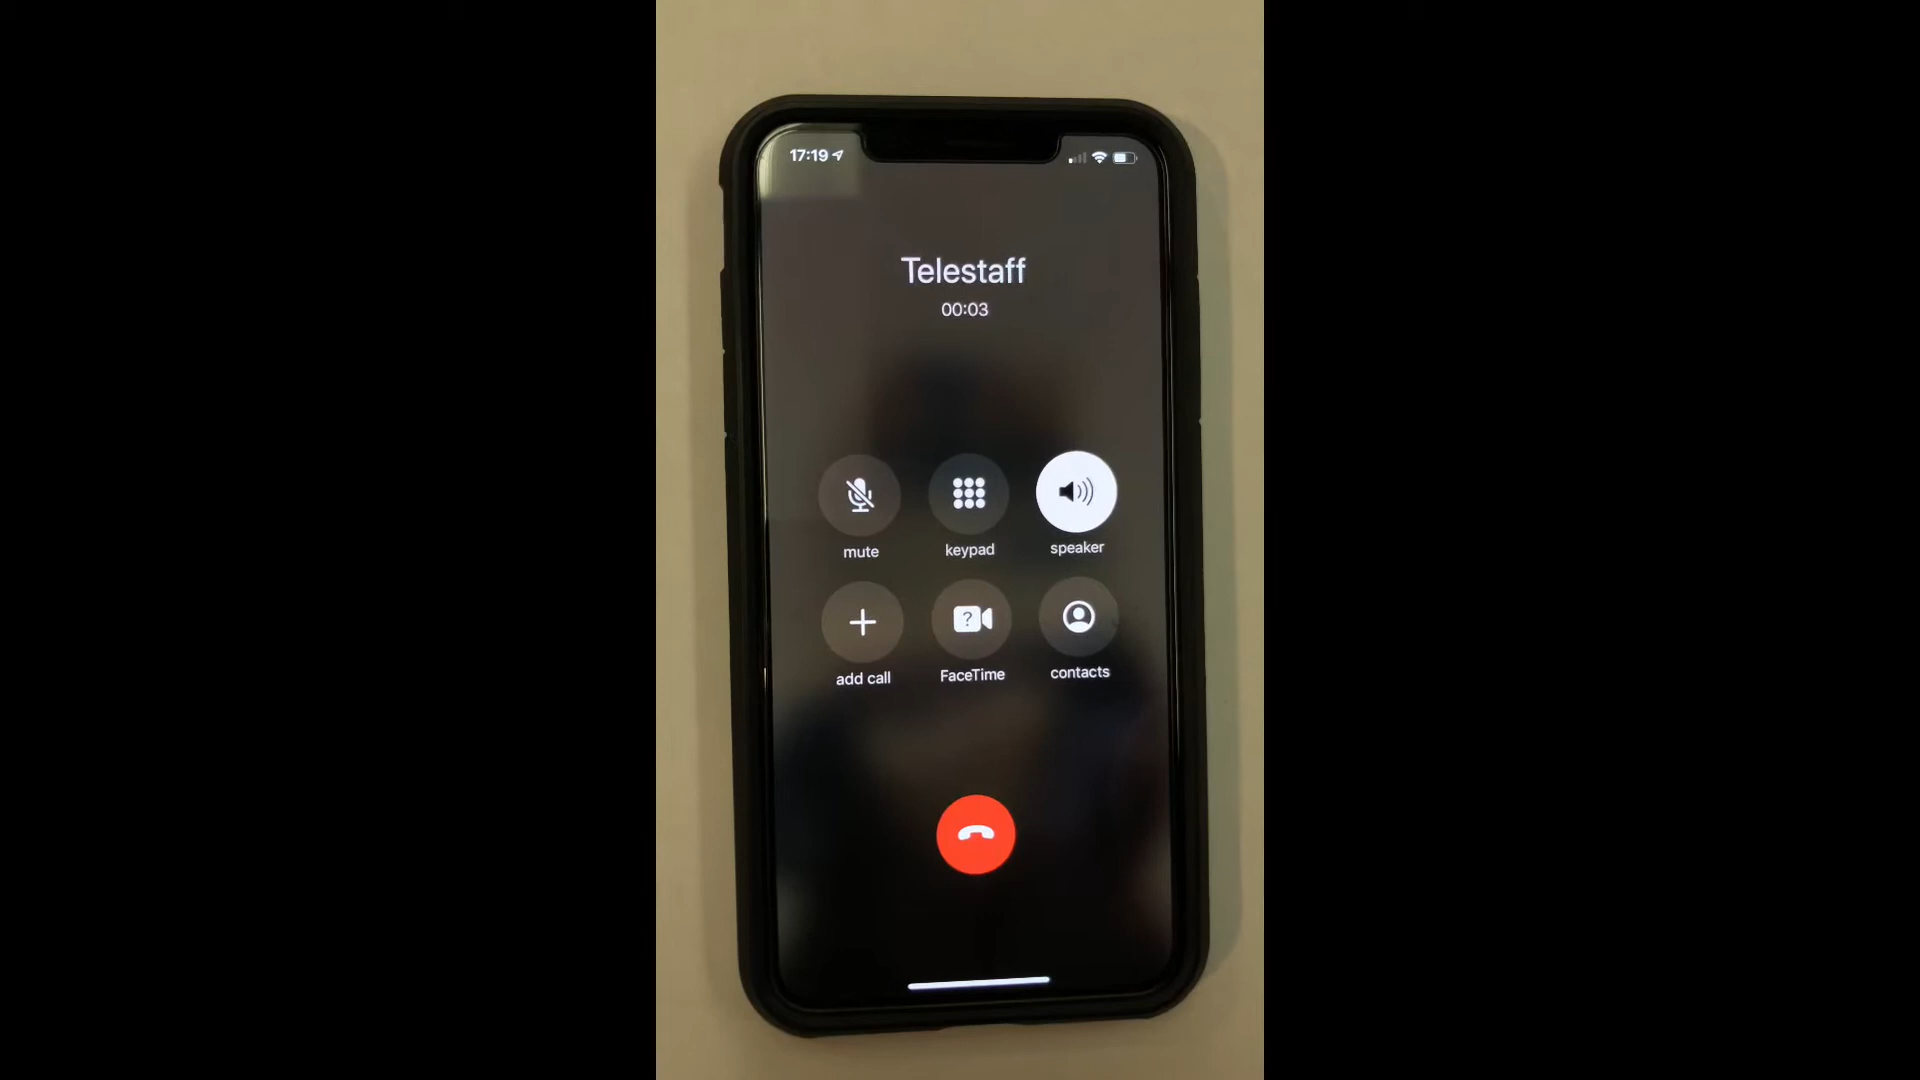 17:19
Telestaff
00:03
mute keypad speaker
add call FaceTime contacts